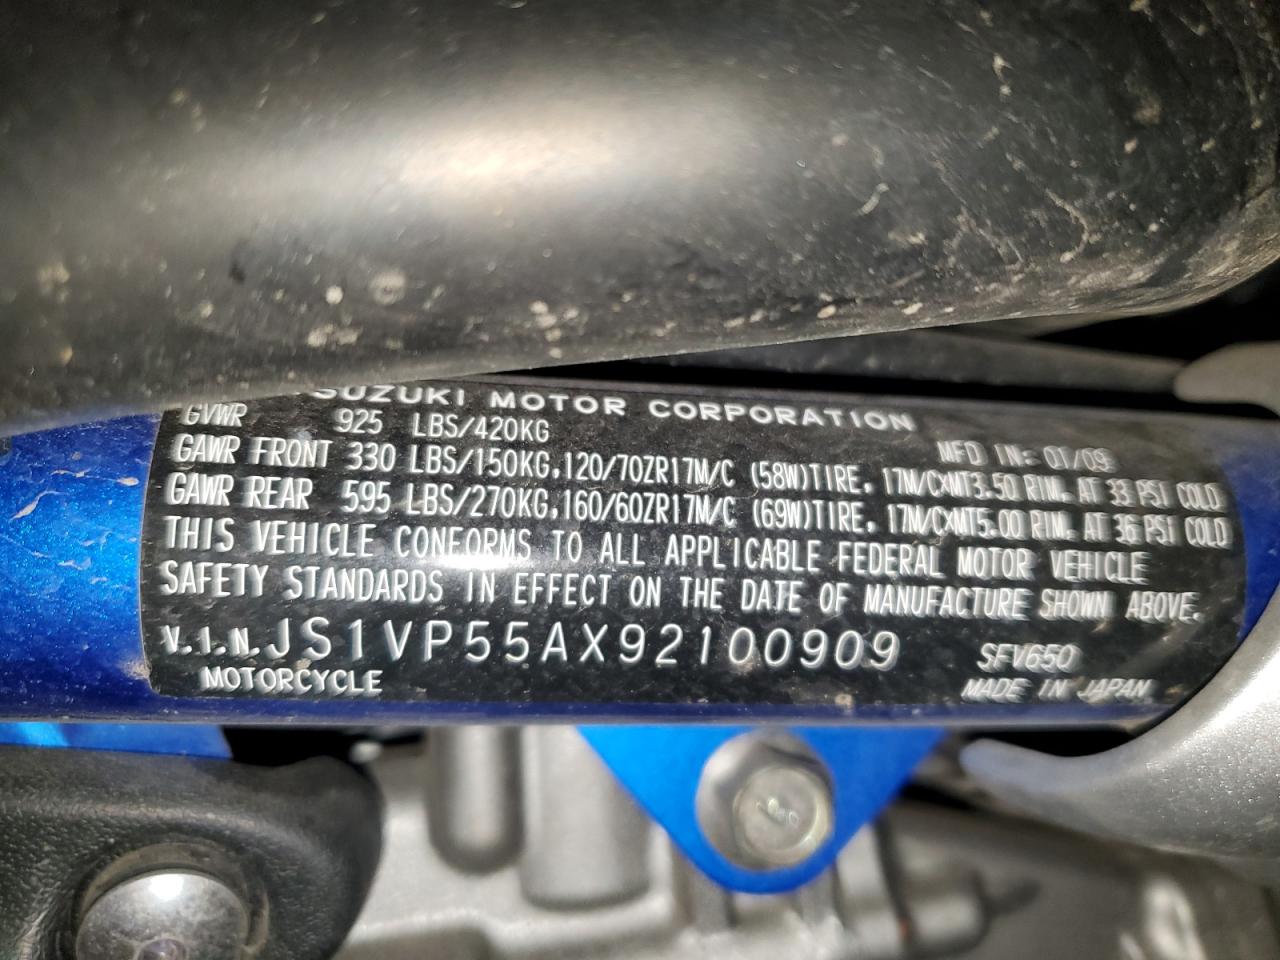 SUZUKI MOTOR CORPORATION
MFD IN: 01/09
GVWR 925 LBS/420KG
GAWR FRONT 330 LBS/150KG,120/70ZR17M/C (58W)TIRE, 17M/CXMT3.50 RIM, AT 33 PSI COLD
GAWR REAR 595 LBS/270KG,160/60ZR17M/C (69W)TIRE, 17M/CXMT5.00 RIM, AT 36 PSI COLD
THIS VEHICLE CONFORMS TO ALL APPLICABLE FEDERAL MOTOR VEHICLE
SAFETY STANDARDS IN EFFECT ON THE DATE OF MANUFACTURE SHOWN ABOVE.
V.I.N. JS1VP55AX92100909 SFV650
MOTORCYCLE MADE IN JAPAN